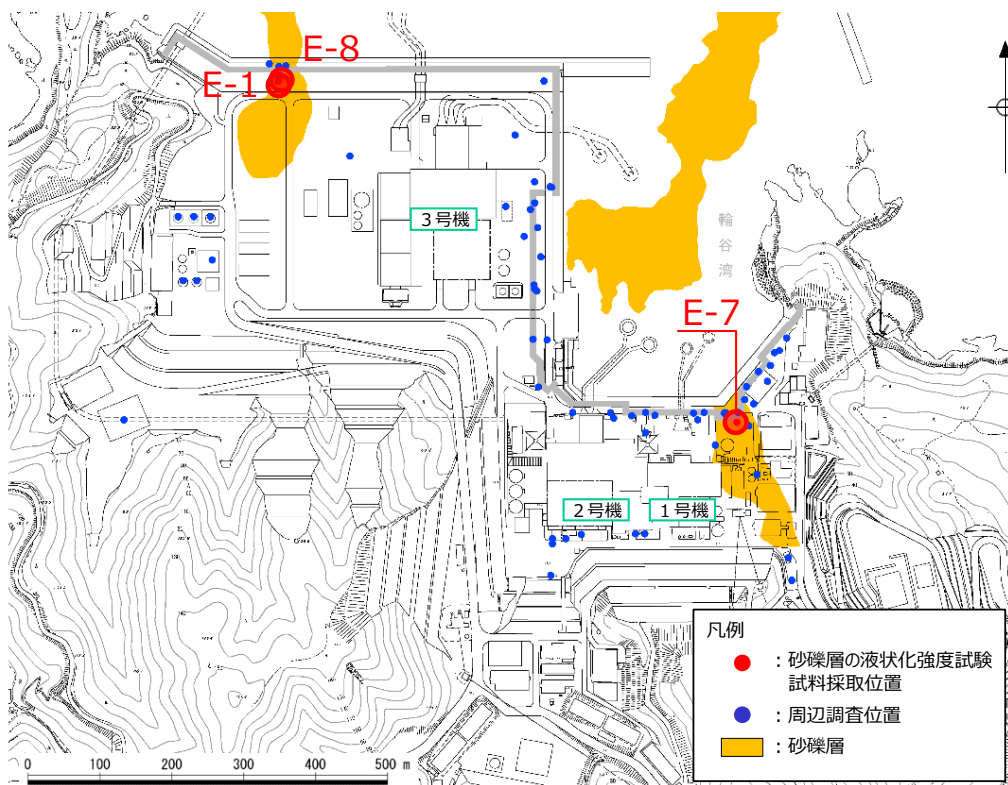 E-8
E-1
3号機
輪
谷
湾
E-7
2号機
1号機
凡例
：砂礫層の液状化強度試験
試料採取位置
：周辺調査位置
：砂礫層
0 100 200 300 400 500 m